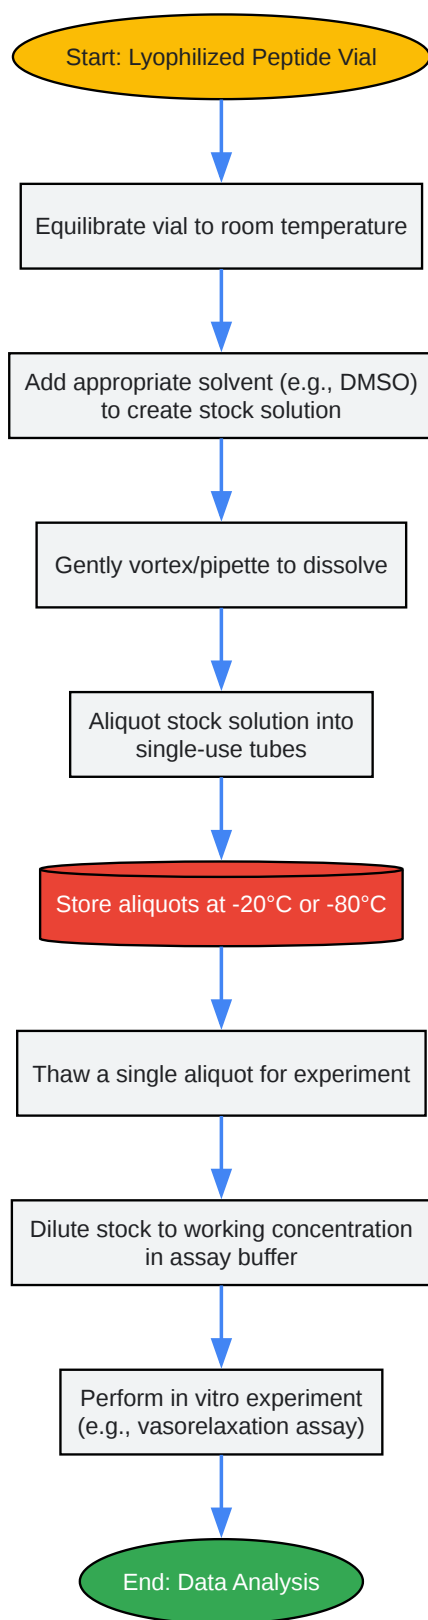 Start: Lyophilized Peptide Vial
Equilibrate vial to room temperature
Add appropriate solvent (e.g., DMSO)
to create stock solution
Gently vortex/pipette to dissolve
Aliquot stock solution into
single-use tubes
Store aliquots at -20°C or -80°C
Thaw a single aliquot for experiment
Dilute stock to working concentration
in assay buffer
Perform in vitro experiment
(e.g., vasorelaxation assay)
End: Data Analysis